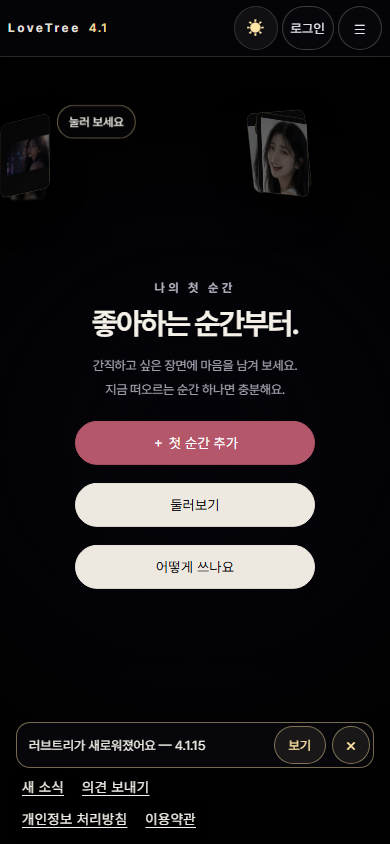 LoveTree 4.1
로그인
눌러 보세요
나의 첫 순간
좋아하는 순간부터.
간직하고 싶은 장면에 마음을 남겨 보세요.
지금 떠오르는 순간 하나면 충분해요.
+ 첫 순간 추가
둘러보기
어떻게 쓰나요
러브트리가 새로워졌어요 — 4.1.15
보기
새 소식 의견 보내기
개인정보 처리방침 이용약관